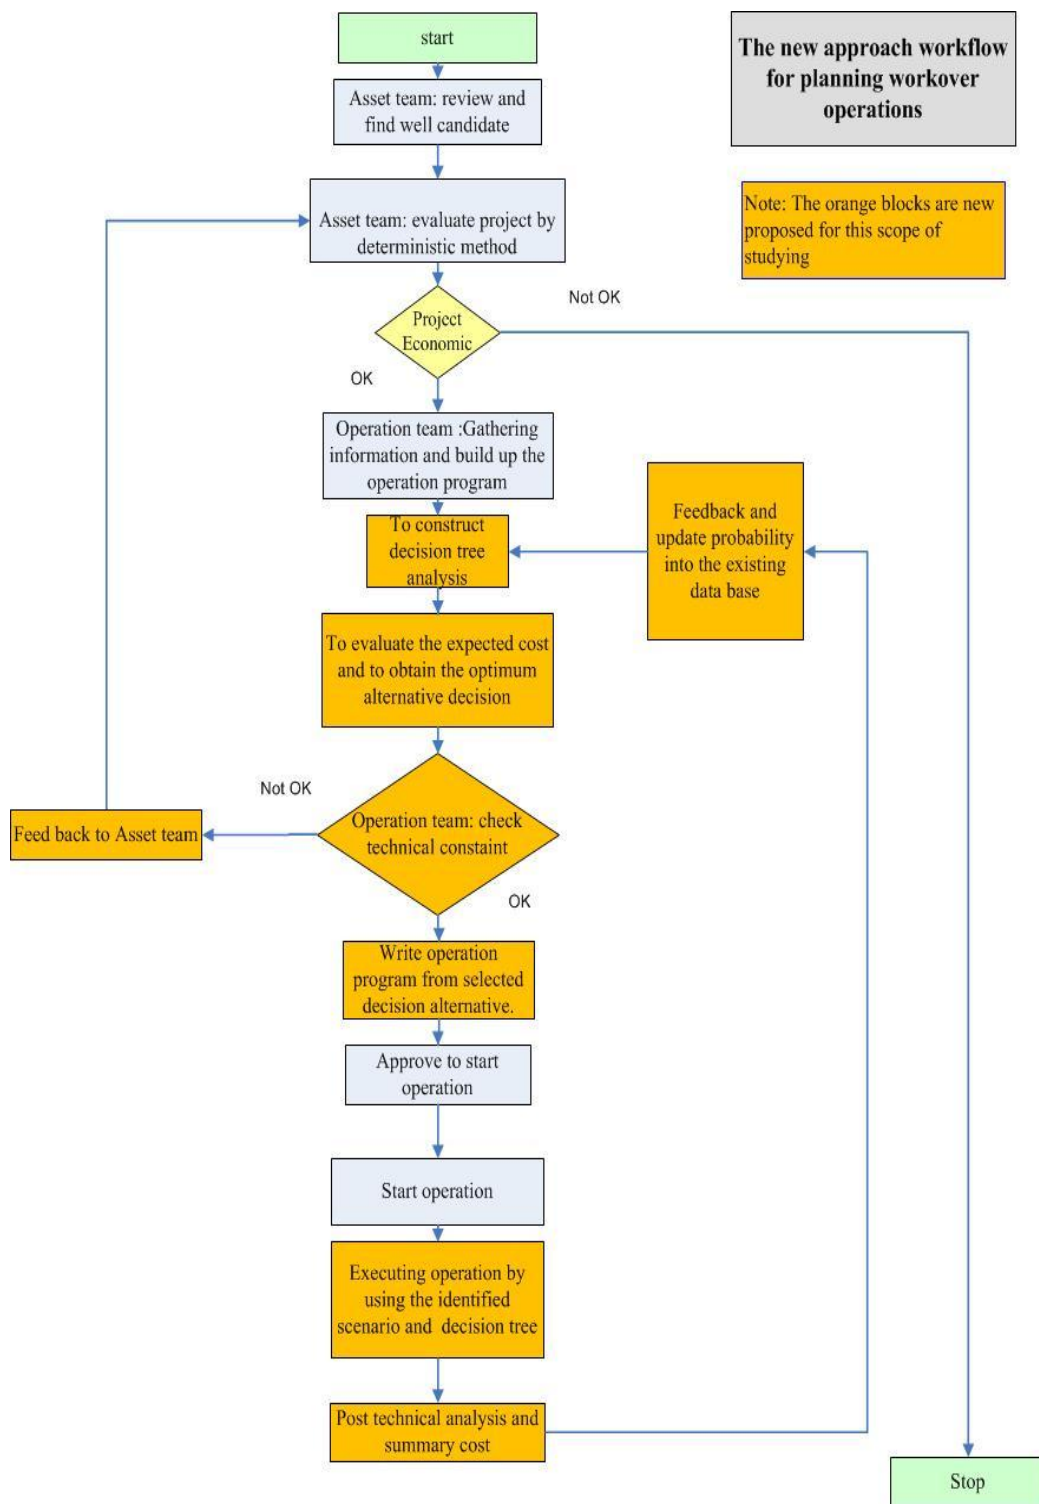 start
The new approach workflow
for planning workover
operations
Asset team: review and
find well candidate
Note: The orange blocks are new
proposed for this scope of
studying
Asset team: evaluate project by
deterministic method
Not OK
Project
Economic
OK
Operation team :Gathering
information and build up the
operation program
To construct
decision tree
analysis
Feedback and
update probability
into the existing
data base
To evaluate the expected cost
and to obtain the optimum
alternative decision
Not OK
Feed back to Asset team
Operation team: check
technical constaint
OK
Write operation
program from selected
decision alternative.
Approve to start
operation
Start operation
Executing operation by
using the identified
scenario and decision tree
Post technical analysis and
summary cost
Stop